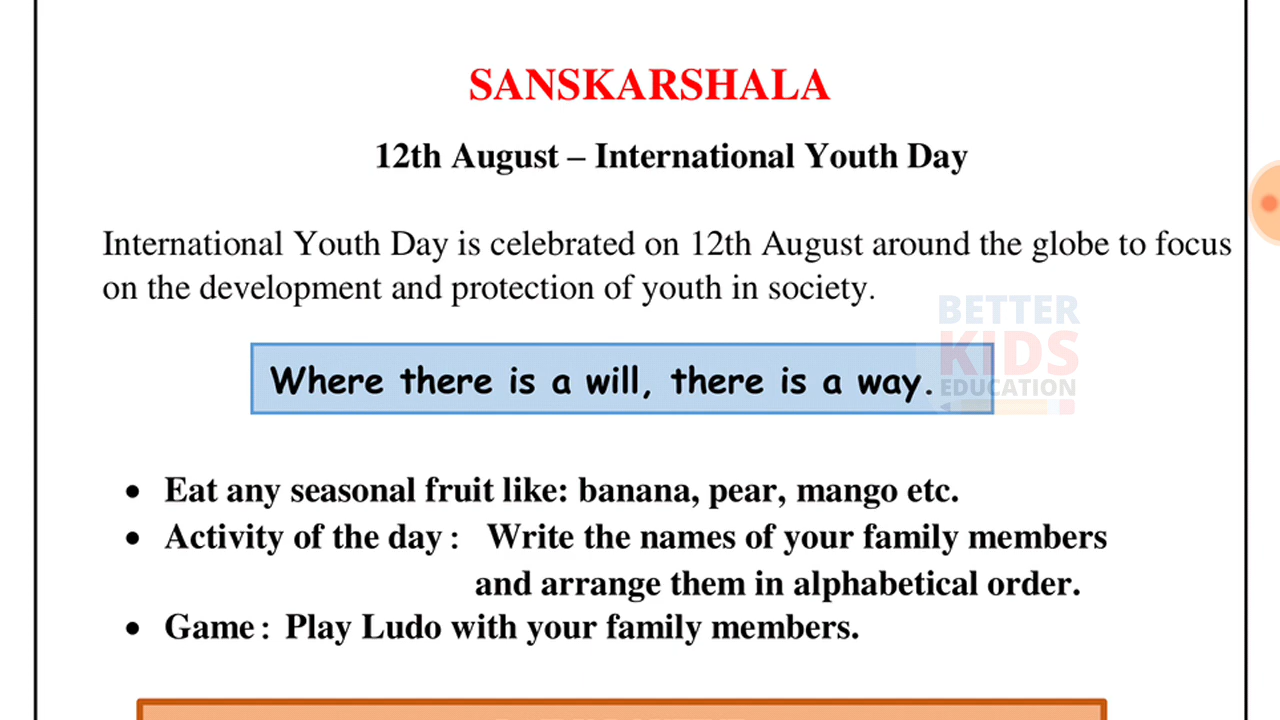 SANSKARSHALA
12th August – International Youth Day
International Youth Day is celebrated on 12th August around the globe to focus
on the development and protection of youth in society.
BETTER
KIDS
EDUCATION
Where there is a will, there is a way.
• Eat any seasonal fruit like: banana, pear, mango etc.
• Activity of the day : Write the names of your family members
and arrange them in alphabetical order.
• Game : Play Ludo with your family members.